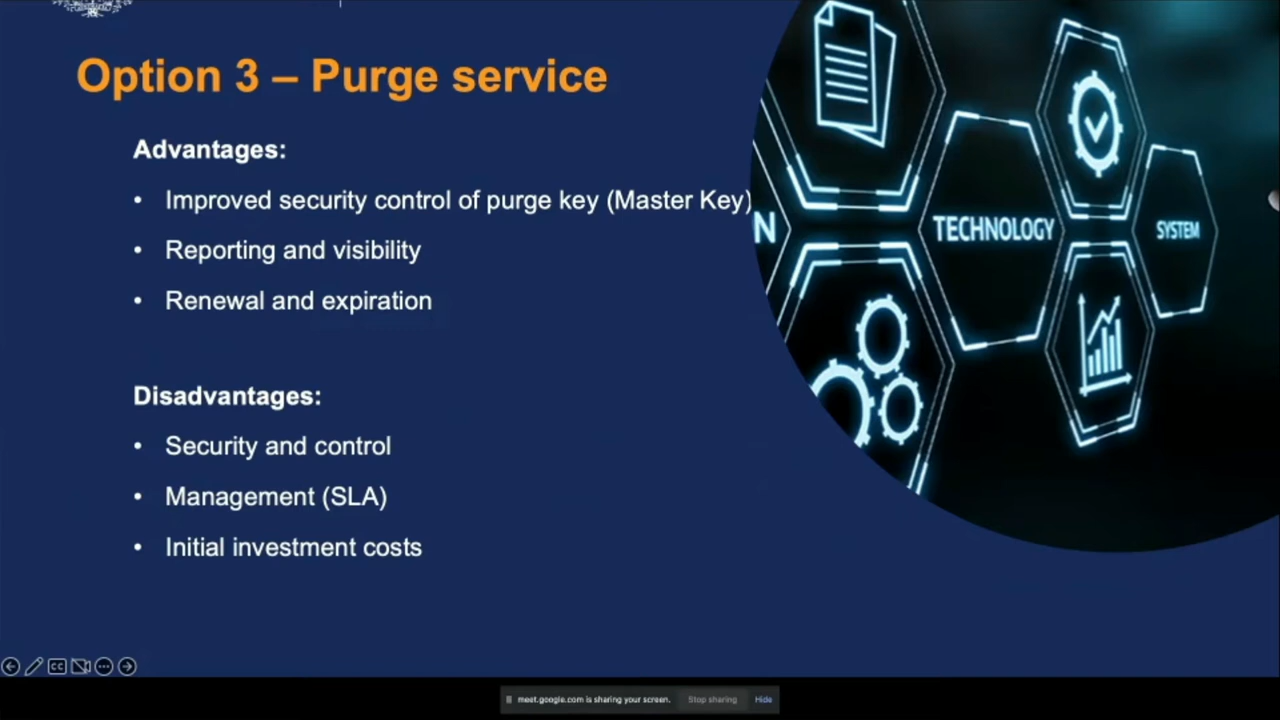 Option 3 – Purge service
Advantages:
• Improved security control of purge key (Master Key)
• Reporting and visibility
• Renewal and expiration
Disadvantages:
• Security and control
• Management (SLA)
• Initial investment costs
N
TECHNOLOGY
SYSTEM
CC
meet.google.com is sharing your screen.
Stop sharing
Hide